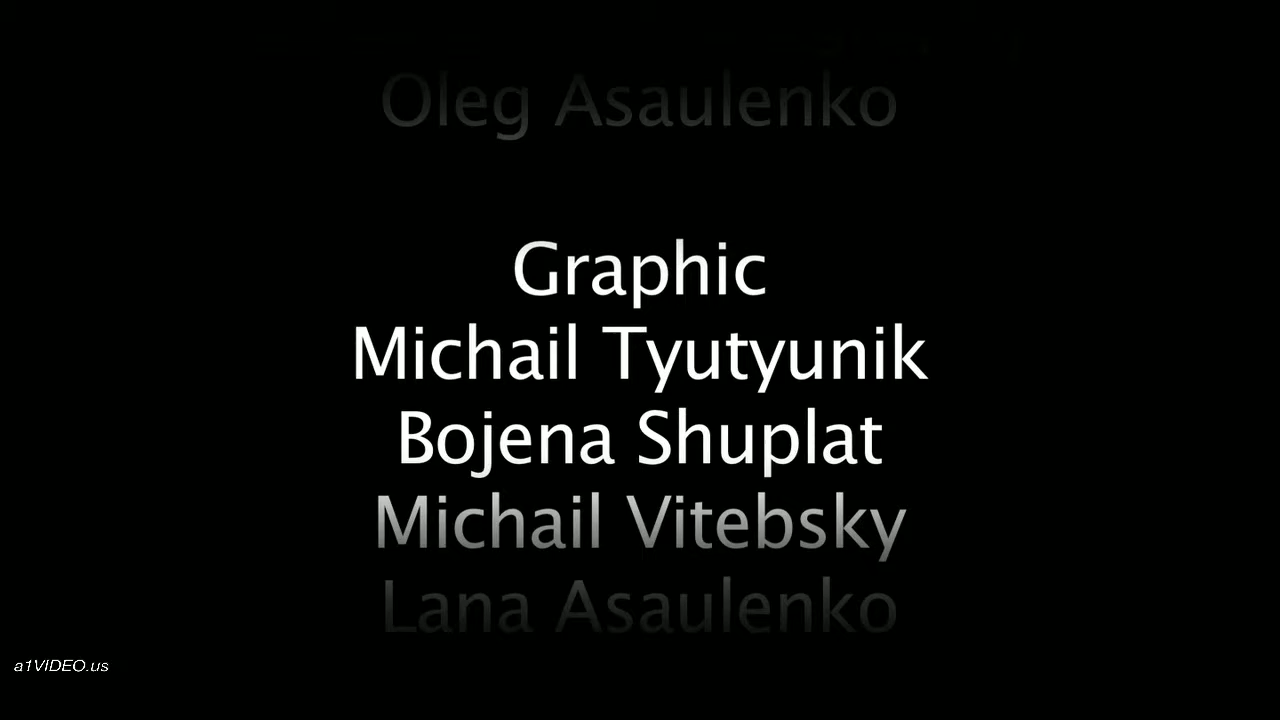 Oleg Asaulenko
Graphic
Michail Tyutyunik
Bojena Shuplat
Michail Vitebsky
Lana Asaulenko
a1VIDEO.us